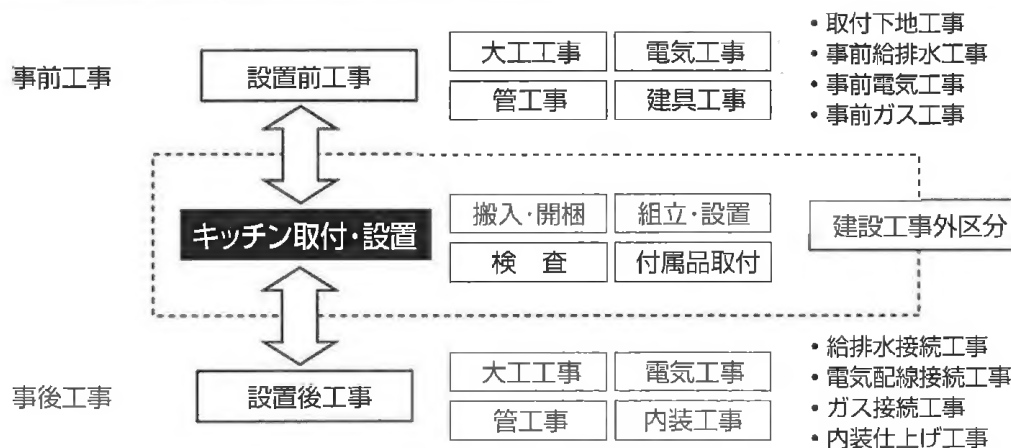 事前工事
設置前工事
大工工事 電気工事
管工事 建具工事
• 取付下地工事
• 事前給排水工事
• 事前電気工事
• 事前ガス工事
キッチン取付・設置
搬入・開梱 組立・設置
検 査 付属品取付
建設工事外区分
事後工事
設置後工事
大工工事 電気工事
管工事 内装工事
• 給排水接続工事
• 電気配線接続工事
• ガス接続工事
• 内装仕上げ工事